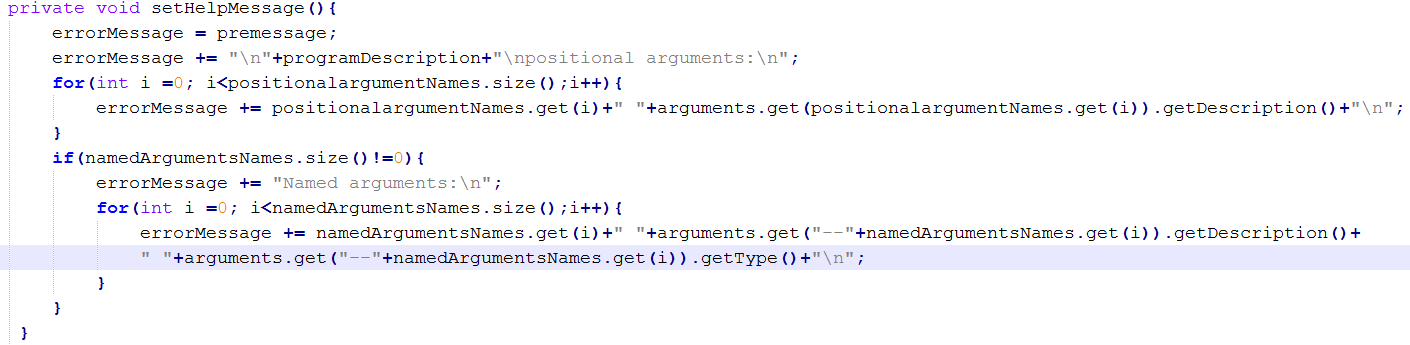 private void setHelpMessage(){
errorMessage = premessage;
errorMessage += "\n"+programDescription+"\npositional arguments:\n";
for(int i =0; i<positionalargumentNames.size();i++){
errorMessage += positionalargumentNames.get(i)+" "+arguments.get(positionalargumentNames.get(i)).getDescription()+"\n";
}
if(namedArgumentsNames.size()!=0){
errorMessage += "Named arguments:\n";
for(int i =0; i<namedArgumentsNames.size();i++){
errorMessage += namedArgumentsNames.get(i)+" "+arguments.get("--"+namedArgumentsNames.get(i)).getDescription()+
" "+arguments.get("--"+namedArgumentsNames.get(i)).getType()+"\n";
}
}
}